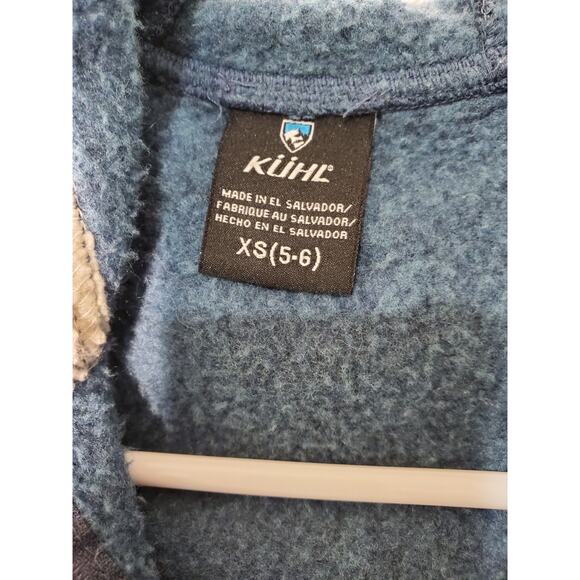 KÜHL®
MADE IN EL SALVADOR/
FABRIQUE AU SALVADOR/
HECHO EN EL SALVADOR
XS(5-6)